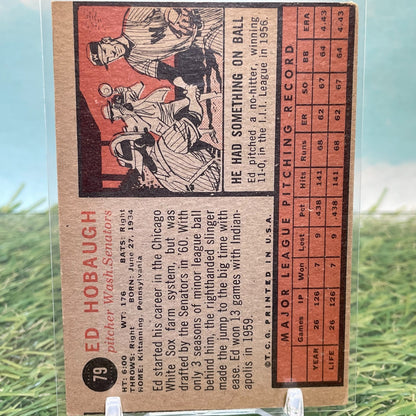 79
ED HOBAUGH
pitcher Wash. Senators
HT: 6:00 WT: 176 BATS: Right
THROWS: Right BORN: June 27, 1934
HOME: Kittanning, Pennsylvania
Ed started his career in the Chicago
White Sox farm system, but was
drafted by the Senators in '60. With
5½ seasons of minor league ball
behind him, the righthanded slinger
made the jump to the big time with
ease. Ed won 13 games with Indian-
apolis in 1959.
HE HAD SOMETHING ON BALL
Ed pitched a no-hitter, winning
11-0, in the I.I.I. League in 1956.
© T.C.G. PRINTED IN U.S.A.
MAJOR LEAGUE PITCHING RECORD
Games IP Won Lost Pct Hits Runs ER SO BB ERA
YEAR 26 126 7 9 .438 141 68 62 67 64 4.43
LIFE 26 126 7 9 .438 141 68 62 67 64 4.43